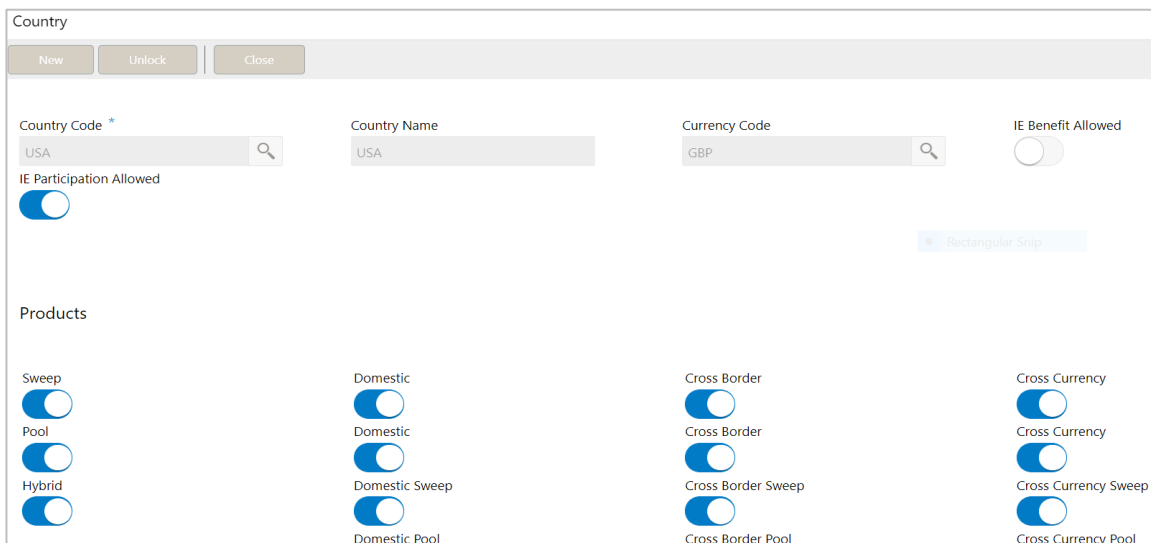 Country
New Unlock Close
Country Code * Country Name Currency Code IE Benefit Allowed
USA USA GBP
IE Participation Allowed
Rectangular Snip
Products
Sweep Domestic Cross Border Cross Currency
Pool Domestic Cross Border Cross Currency
Hybrid Domestic Sweep Cross Border Sweep Cross Currency Sweep
Domestic Pool Cross Border Pool Cross Currency Pool